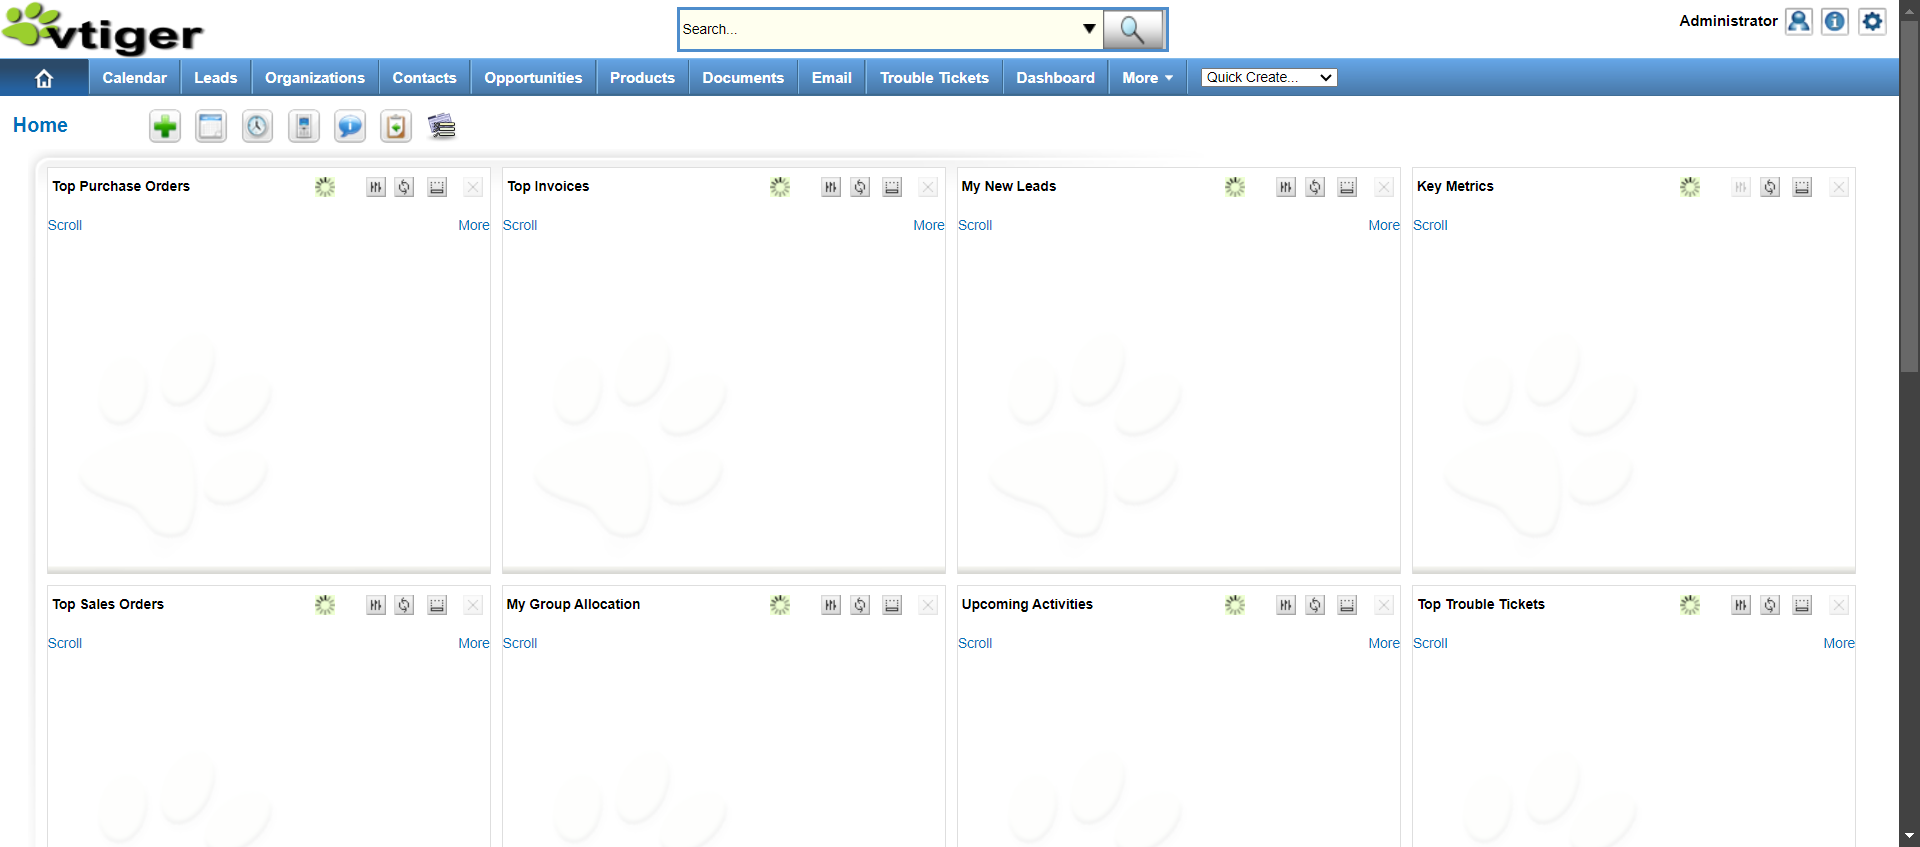 vtiger
Search...
Administrator
Calendar Leads Organizations Contacts Opportunities Products Documents Email Trouble Tickets Dashboard More Quick Create...
Home
Top Purchase Orders
Scroll More
Top Invoices
Scroll More
My New Leads
Scroll More
Key Metrics
Scroll
Top Sales Orders
Scroll More
My Group Allocation
Scroll
Upcoming Activities
Scroll More
Top Trouble Tickets
Scroll More